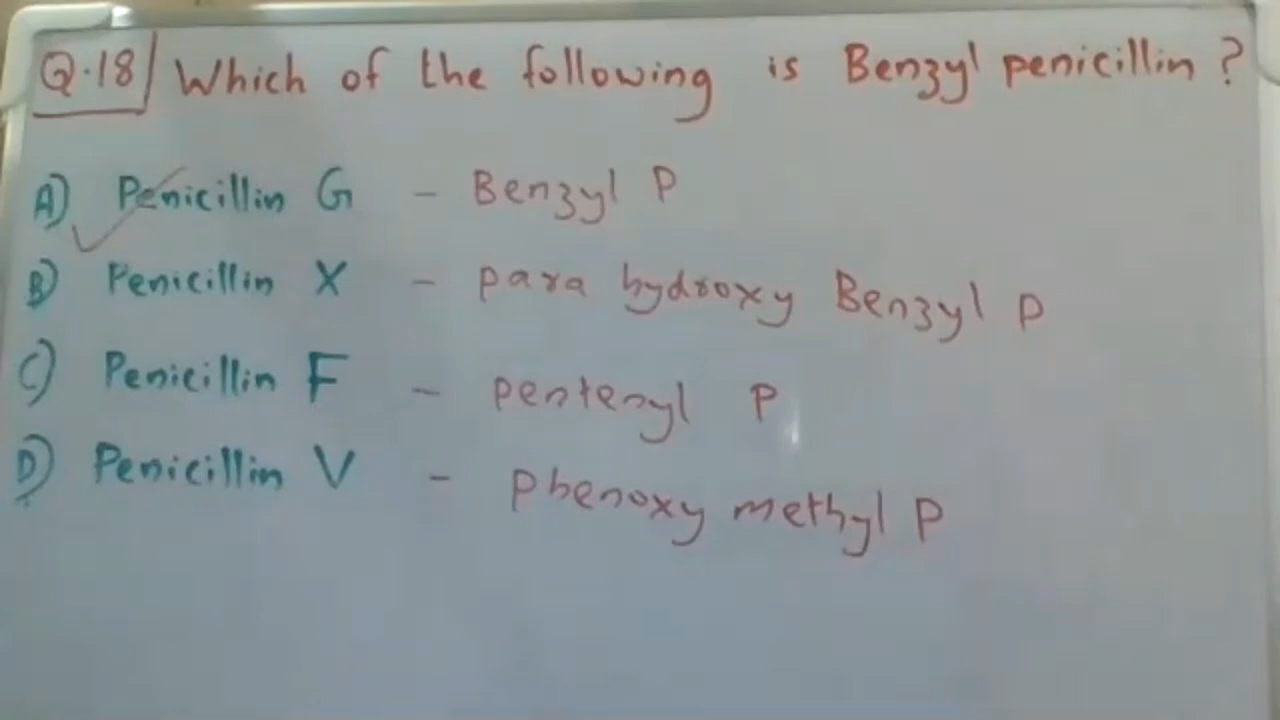 Q.18 Which of the following is Benzyl penicillin ?
A) Penicillin G - Benzyl P
B) Penicillin X - para hydroxy Benzyl P
C) Penicillin F - pentenyl P
D) Penicillin V - phenoxy methyl P